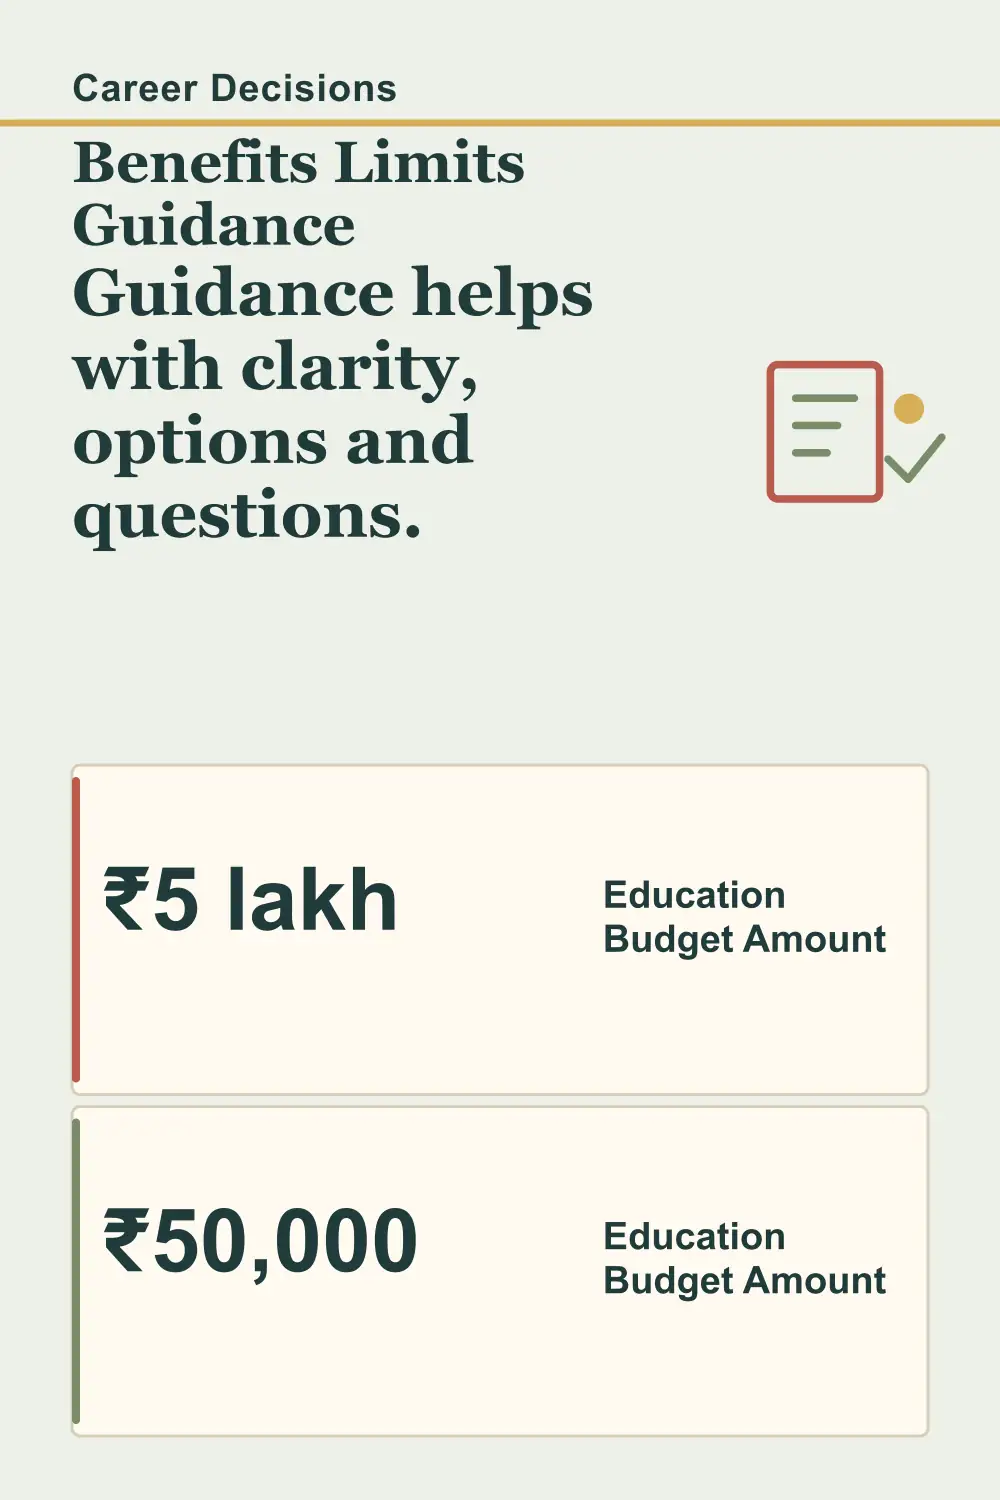 Career Decisions
Benefits Limits
Guidance
Guidance helps
with clarity,
options and
questions.
₹5 lakh
Education
Budget Amount
₹50,000
Education
Budget Amount